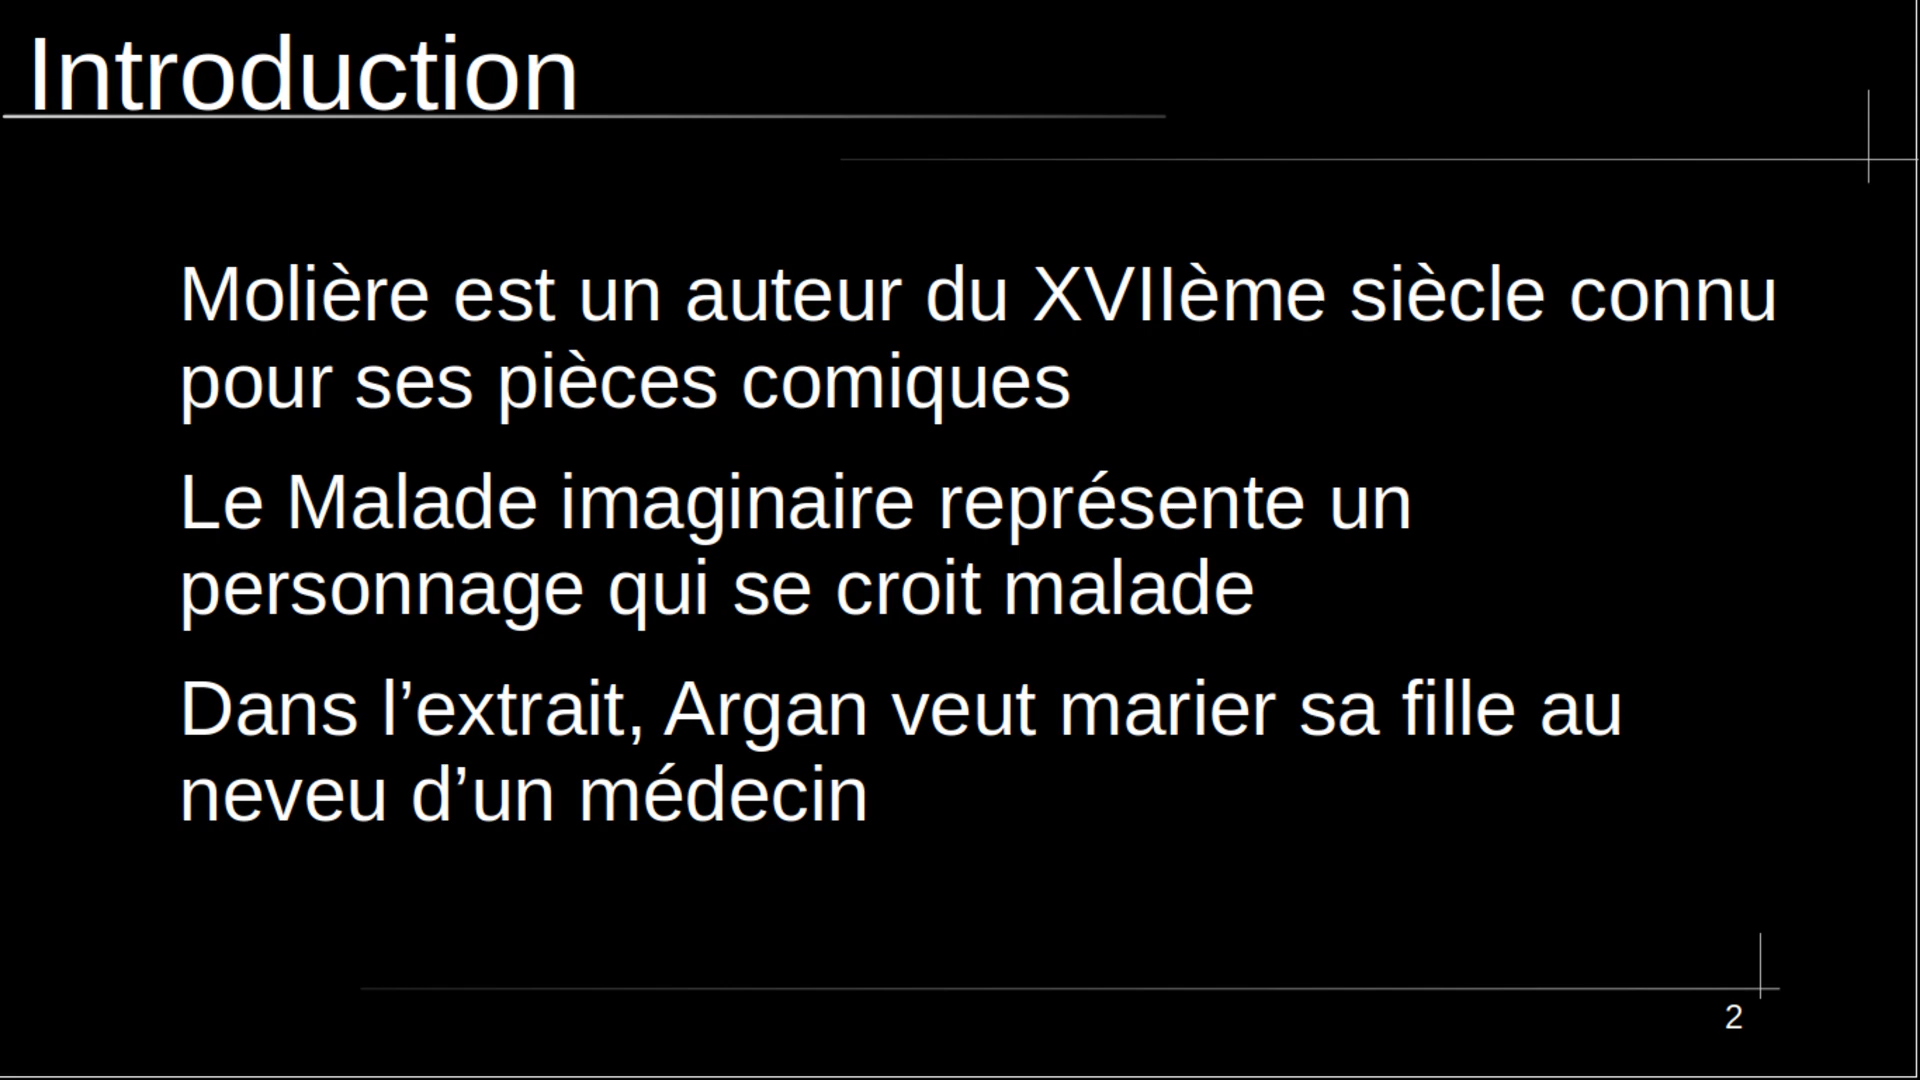 Introduction
Molière est un auteur du XVIIème siècle connu
pour ses pièces comiques
Le Malade imaginaire représente un
personnage qui se croit malade
Dans l’extrait, Argan veut marier sa fille au
neveu d’un médecin
2